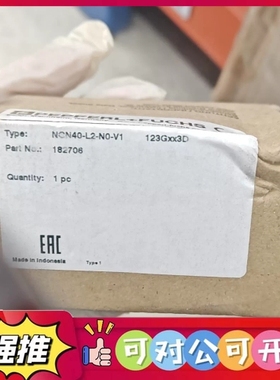 PEPPERL+FUCHS
Type: NCN40-L2-N0-V1 123Gxx3D
Part No.: 182706
Quantity: 1 pc
EAC
Made in Indonesia Type 1
强推
可对公可开